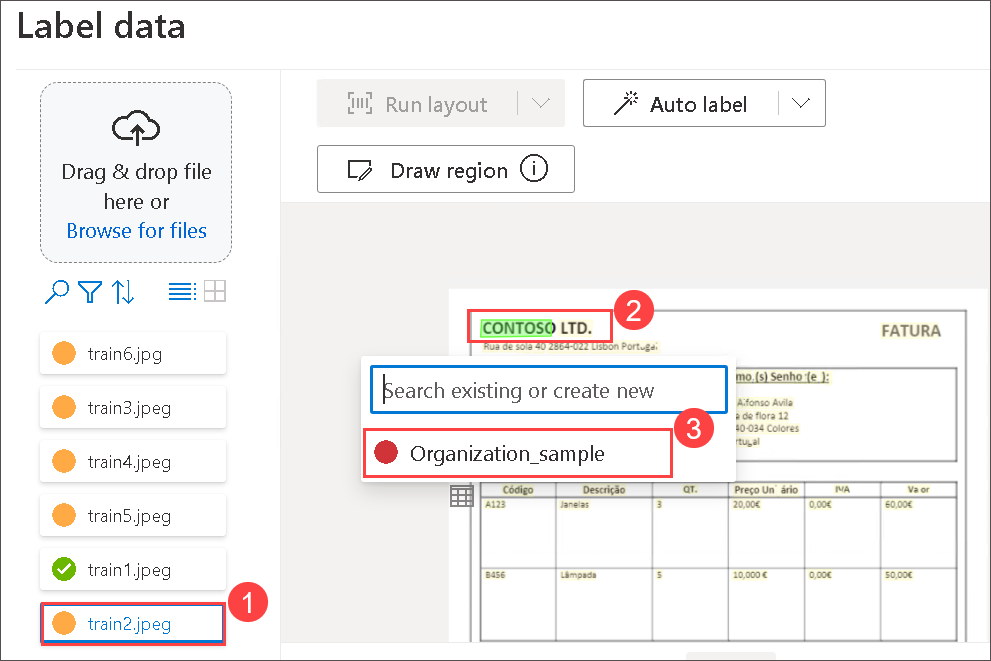 Label data
Drag & drop file
here or
Browse for files
train6.jpg
train3.jpeg
train4.jpeg
train5.jpeg
train1.jpeg
train2.jpeg
1
Run layout
Auto label
Draw region
CONTOSO LTD.
2
FATURA
Rua de sola 40 2864-022 Lisbon Portugal
Search existing or create new
Organization_sample
3
mo.(s) Senho
Alfonso Avila
a de flora 12
40-034 Colores
rtugal
Código Descrição QT. Preço Un ário IVA Va or
A123 Janelas 3 20,00€ 0,00€ 60,00€
B456 Lâmpada 5 10,000 € 0,00€ 50,00€